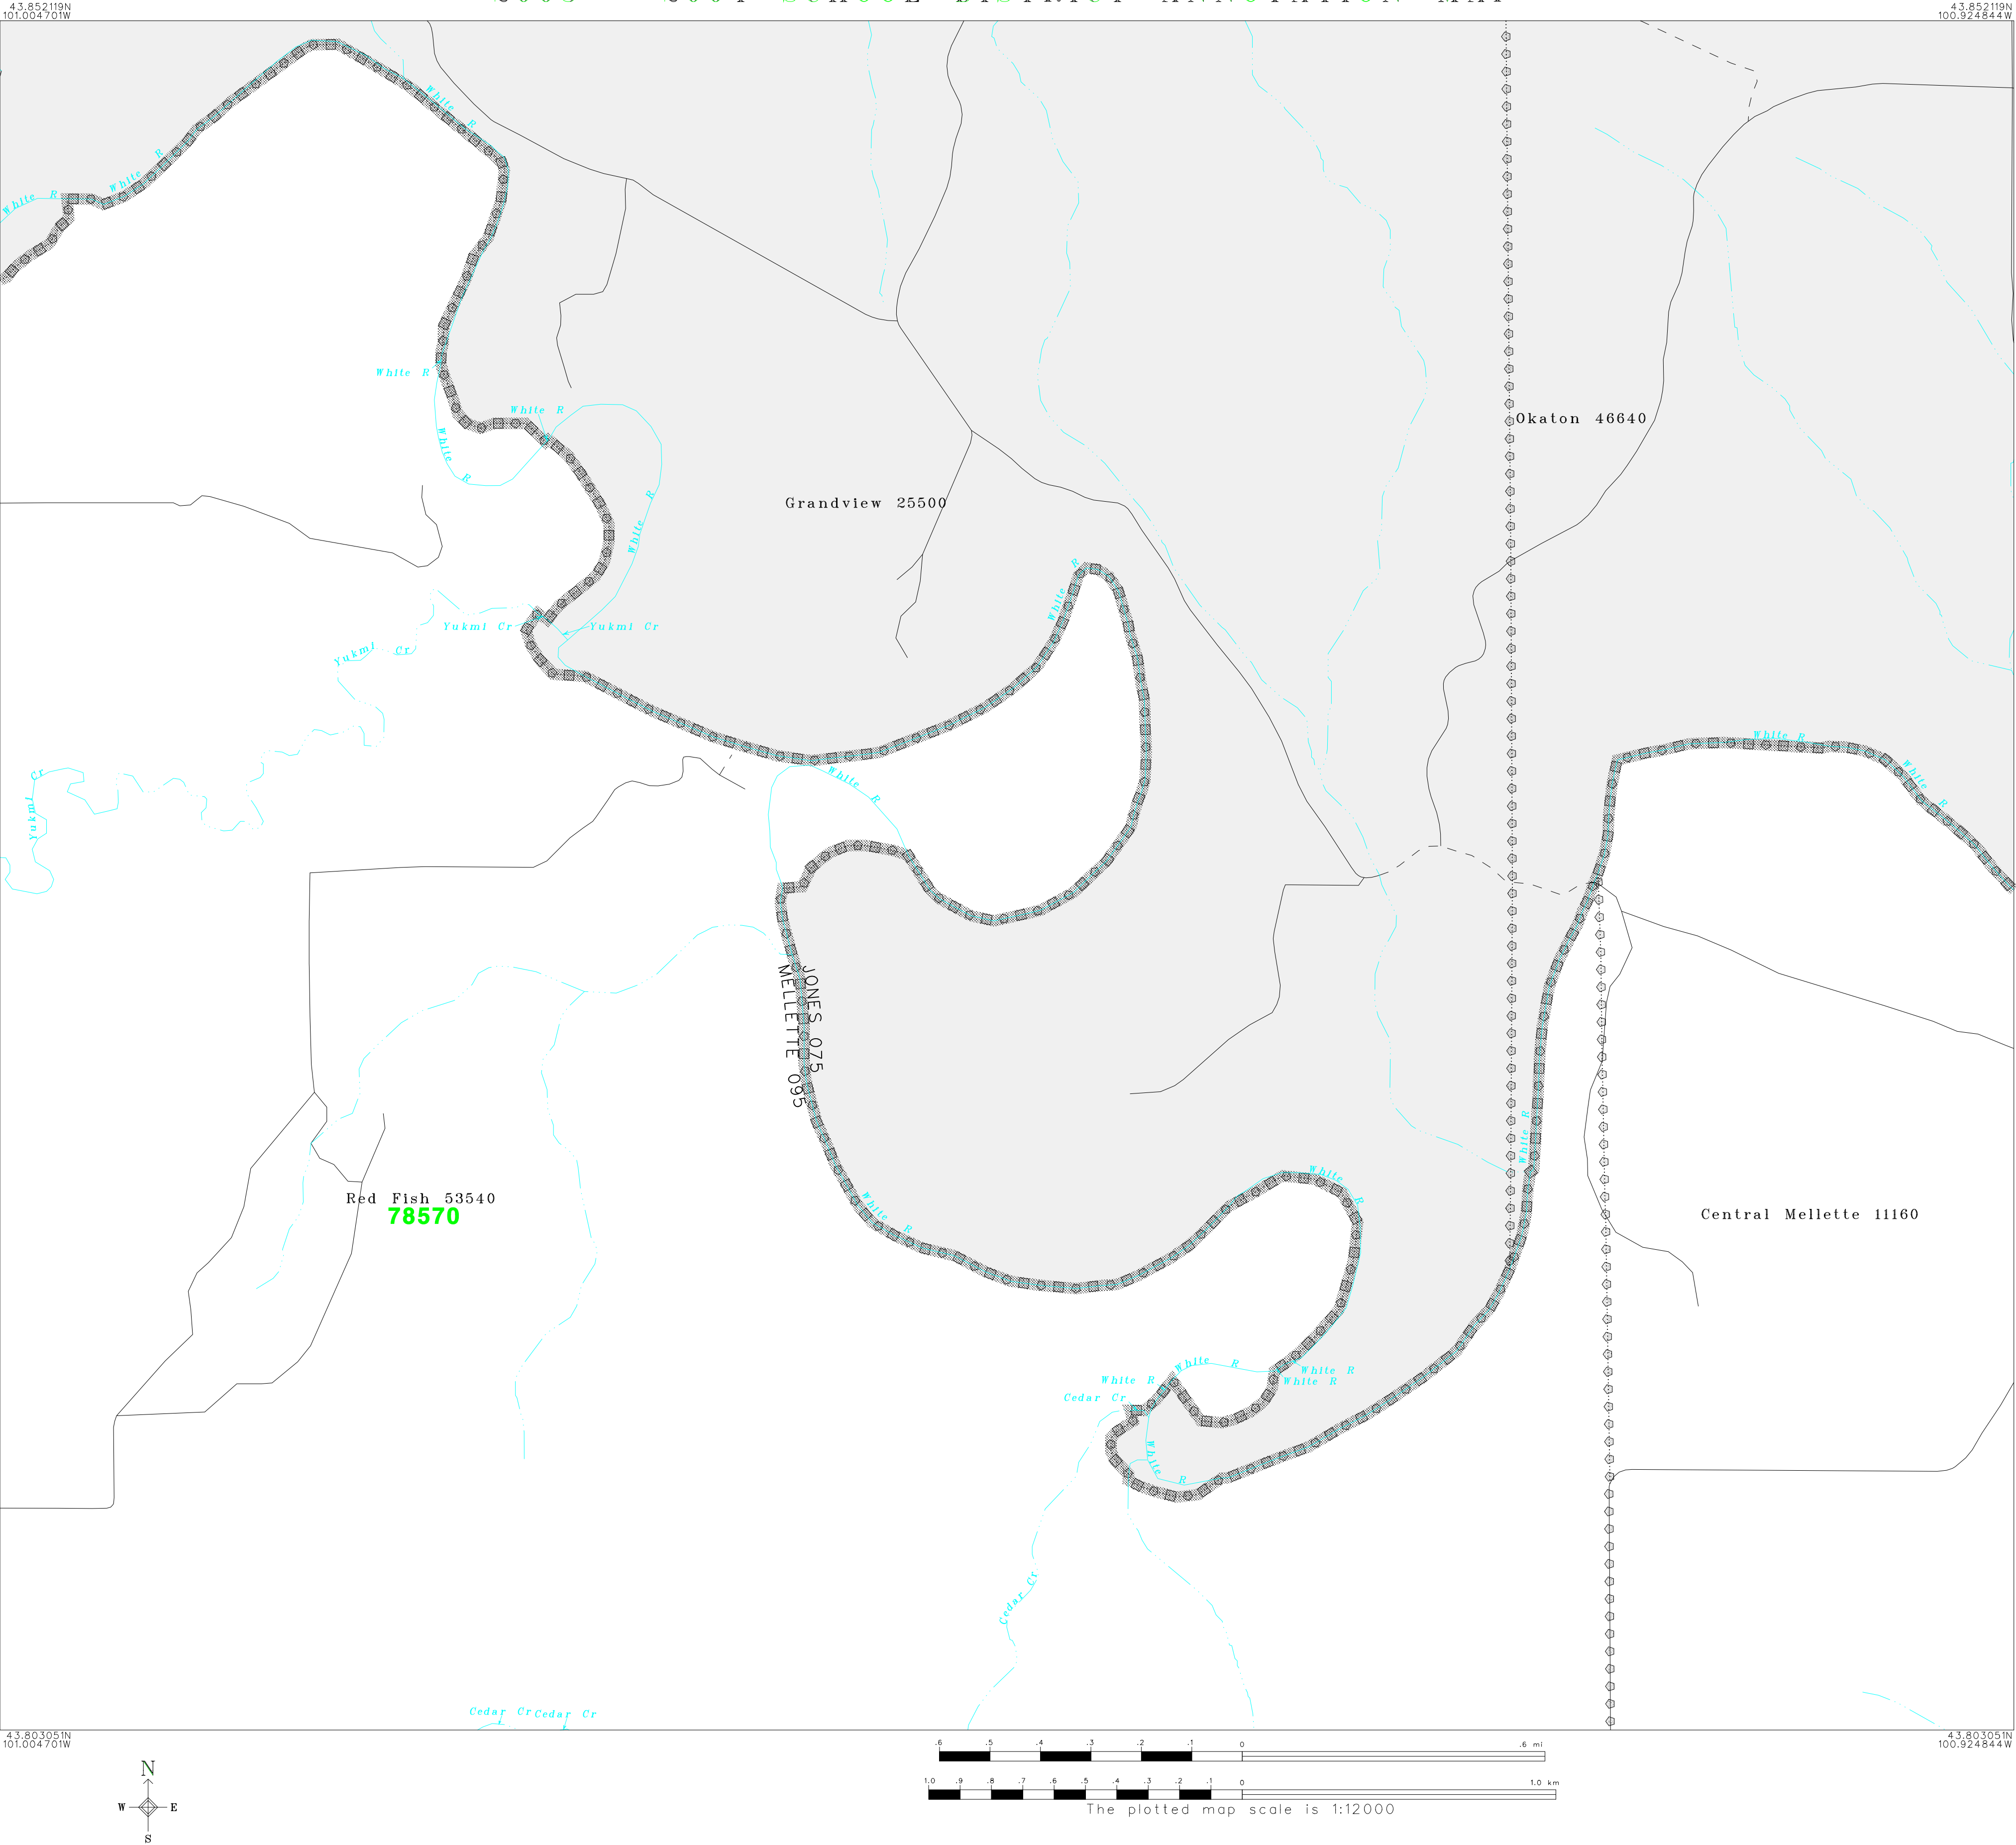 SCHOOL DISTRICT ANNOTATION MAP
43.852119N
101.004701W
43.852119N
100.924844W
White R
White R
White R
White R
White R
White R
White R
White R
Okaton 46640
Grandview 25500
White R
Yukmi Cr
Yukmi Cr
Yukmi Cr
Yukmi Cr
White R
White R
White R
JONES 075
MELLETTE 095
White R
White R
White R
Red Fish 53540
78570
Central Mellette 11160
White R
White R
White R
White R
Cedar Cr
White R
Cedar Cr
Cedar Cr
Cedar Cr
43.803051N
101.004701W
43.803051N
100.924844W
.6 .5 .4 .3 .2 .1 0 .6 mi
1.0 .9 .8 .7 .6 .5 .4 .3 .2 .1 0 1.0 km
The plotted map scale is 1:12000
N
W E
S